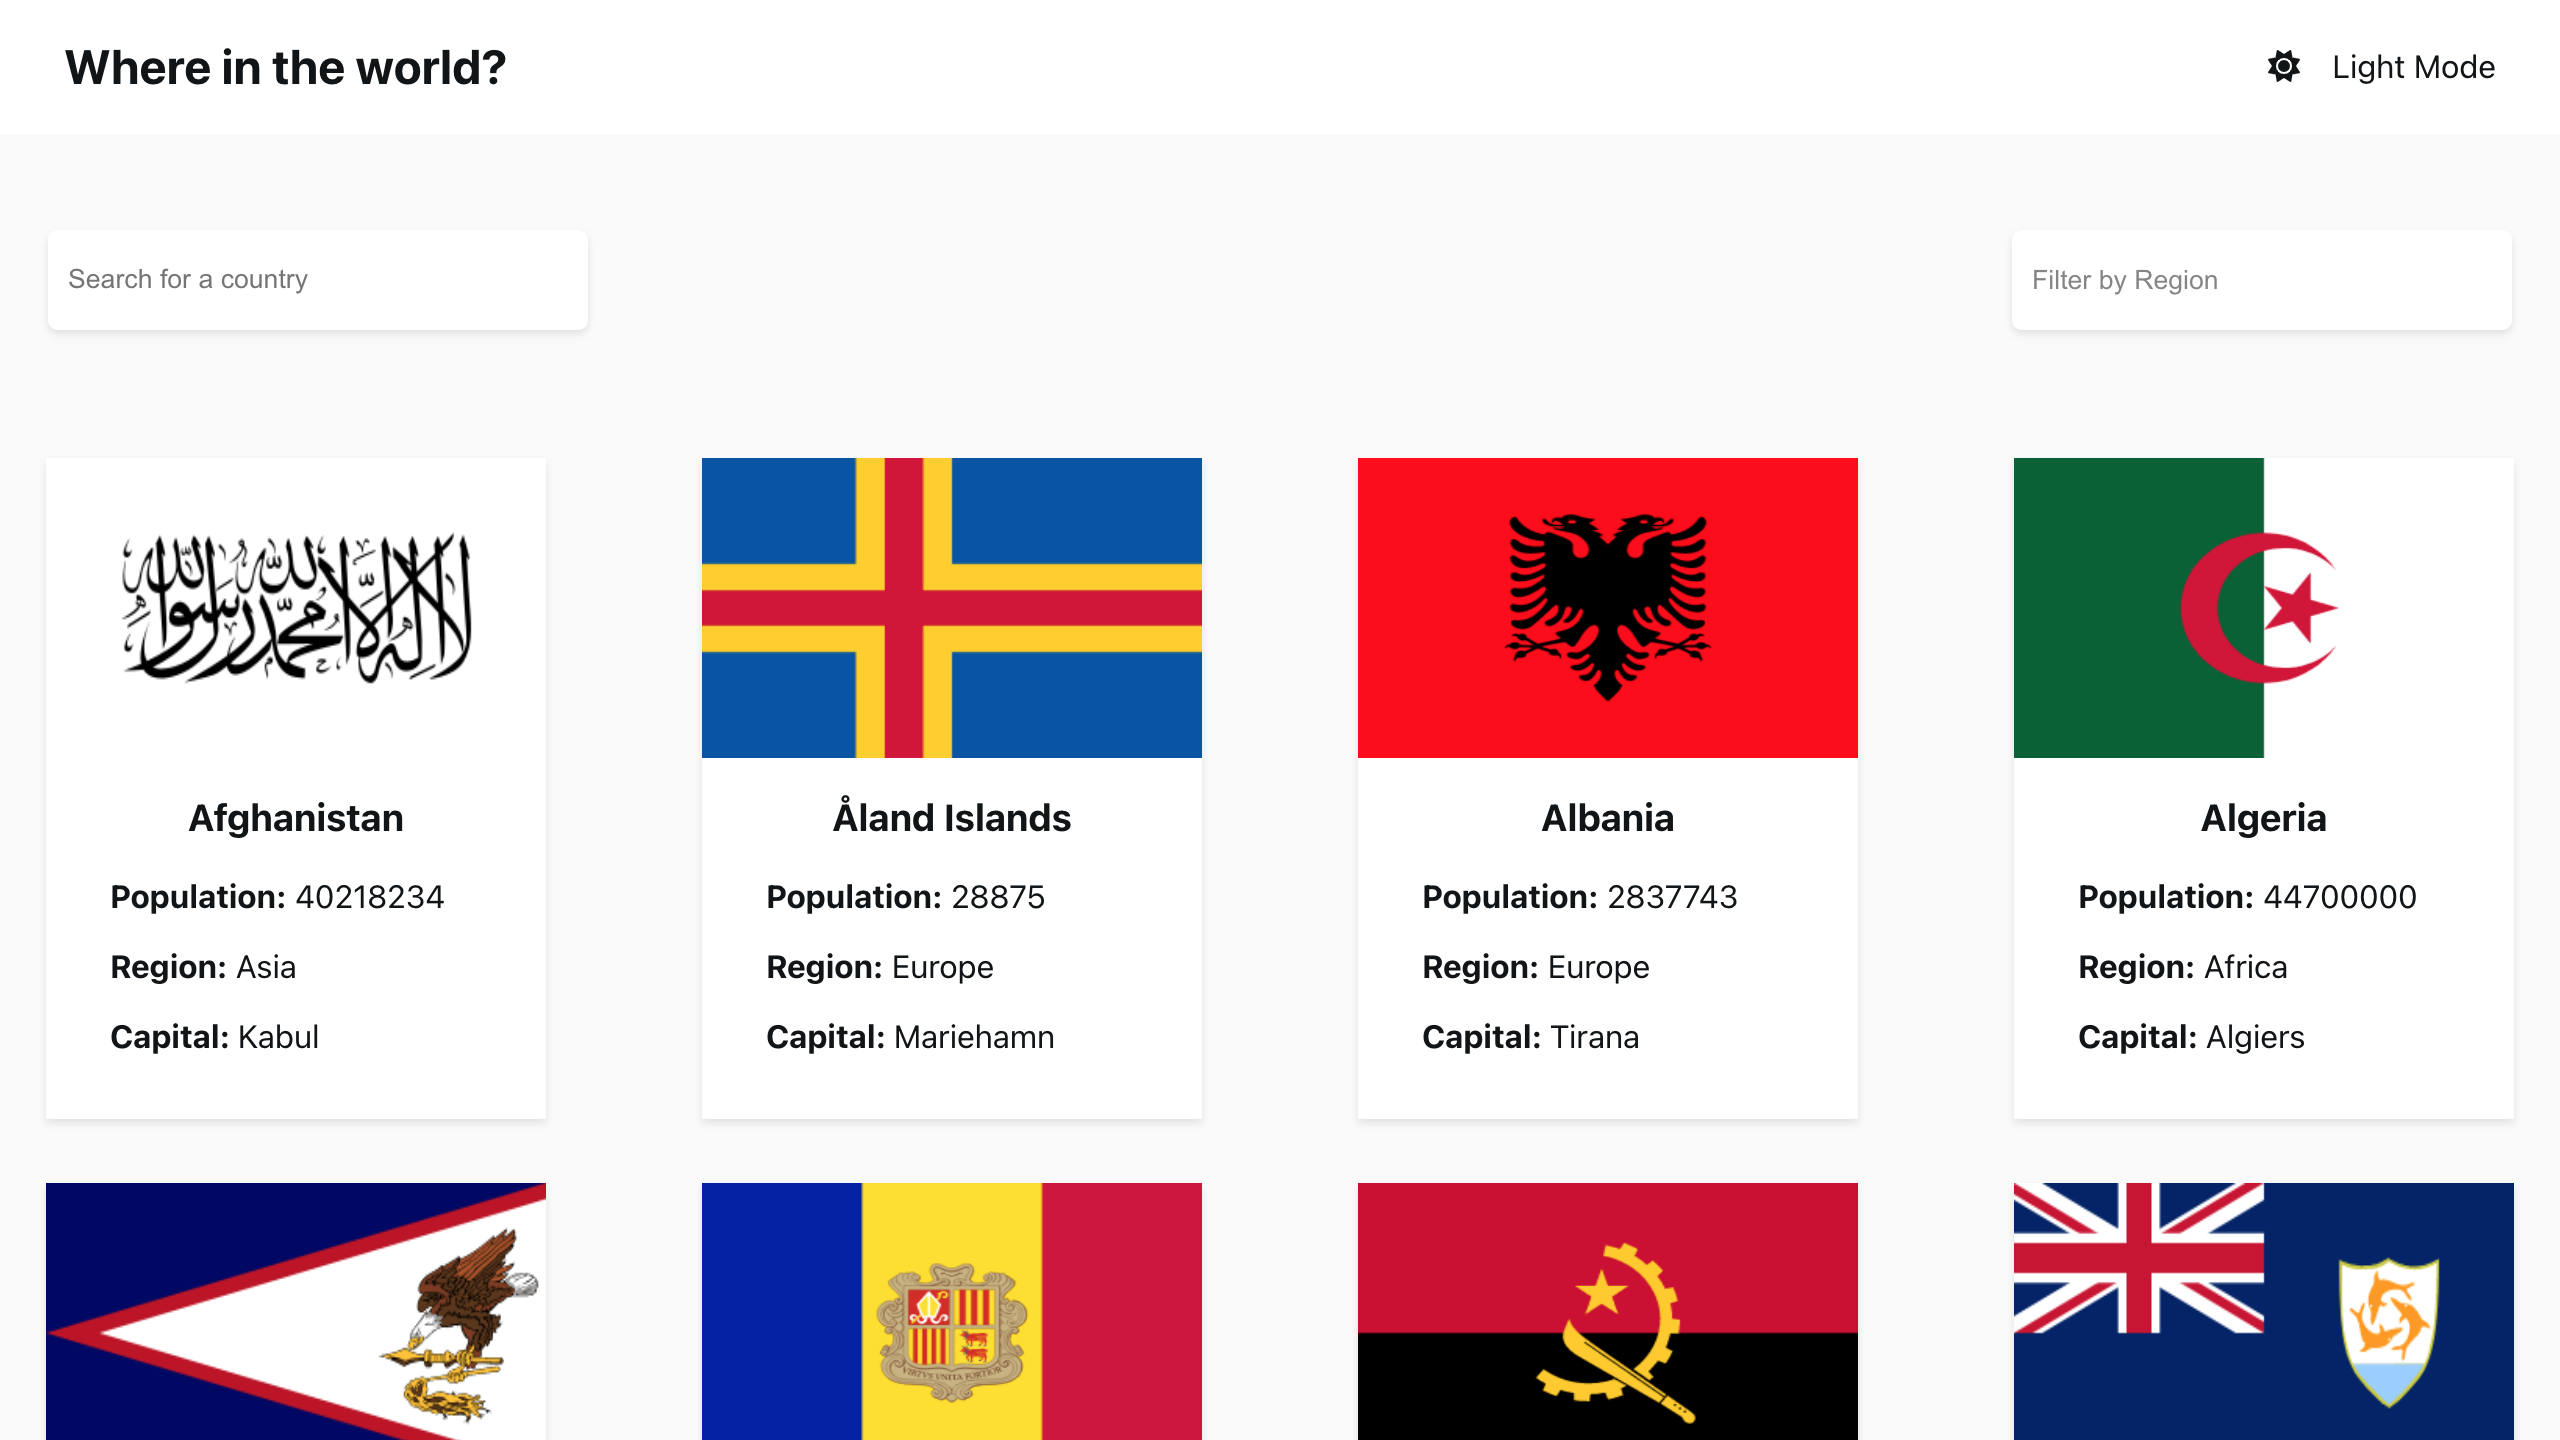 Where in the world?
Light Mode
Search for a country
Filter by Region
لا إله إلا الله محمد رسول الله
Afghanistan
Population: 40218234
Region: Asia
Capital: Kabul
Åland Islands
Population: 28875
Region: Europe
Capital: Mariehamn
Albania
Population: 2837743
Region: Europe
Capital: Tirana
Algeria
Population: 44700000
Region: Africa
Capital: Algiers
VIRTVS UNITA FORTIOR